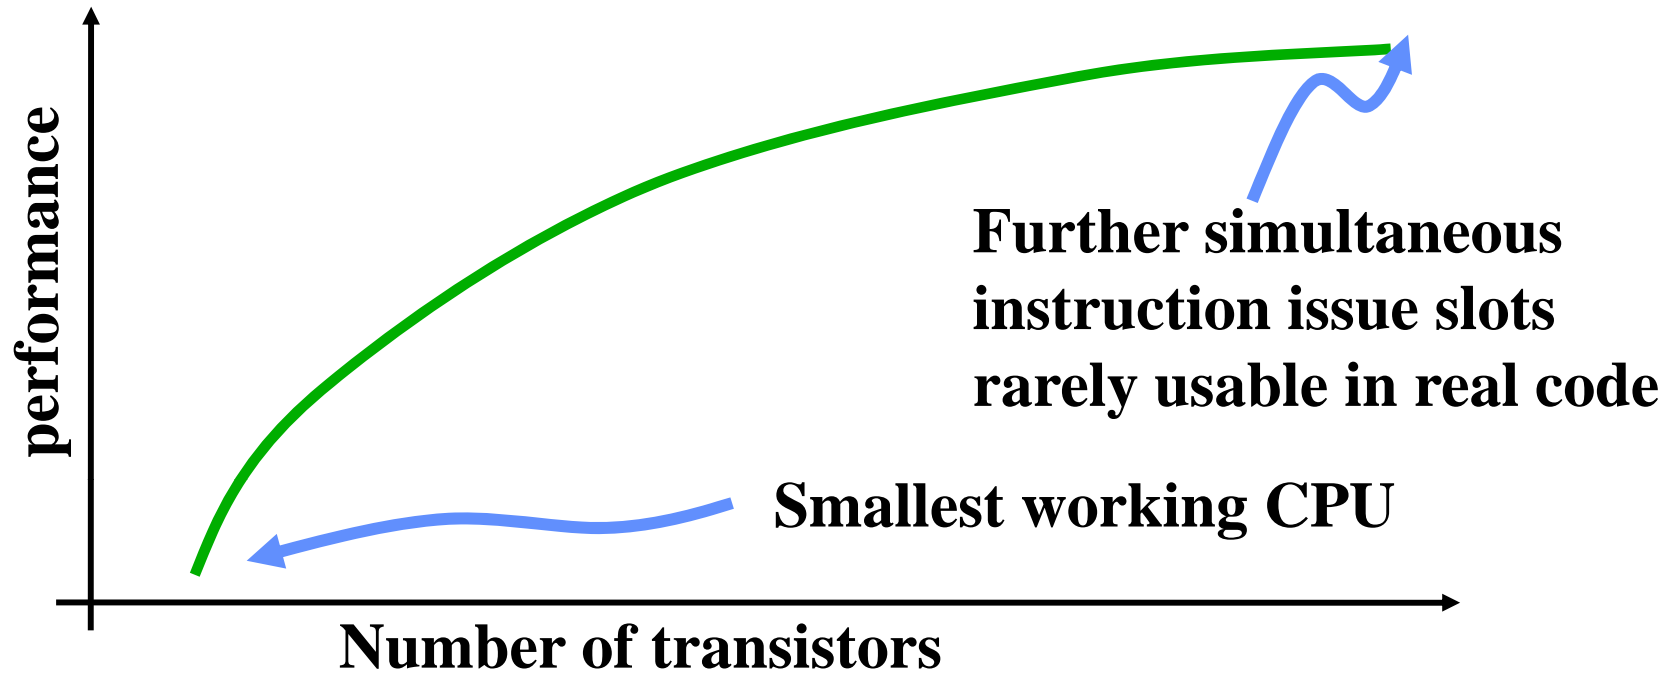 performance
Further simultaneous
instruction issue slots
rarely usable in real code
Smallest working CPU
Number of transistors